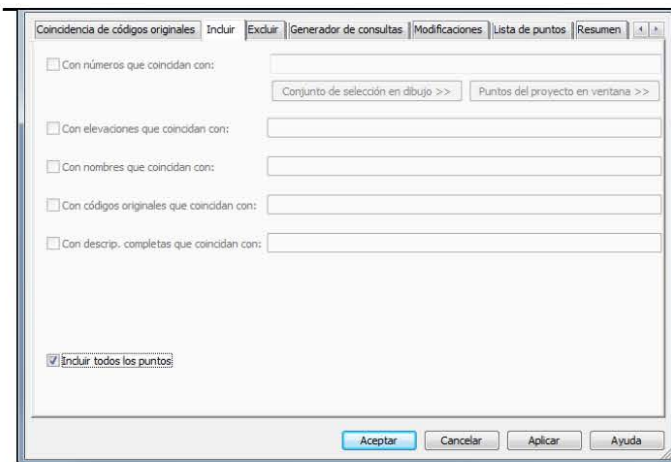 Coincidencia de códigos originales Incluir Excluir Generador de consultas Modificaciones Lista de puntos Resumen
Con números que coincidan con:
Conjunto de selección en dibujo >> Puntos del proyecto en ventana >>
Con elevaciones que coincidan con:
Con nombres que coincidan con:
Con códigos originales que coincidan con:
Con descrip. completas que coincidan con:
Incluir todos los puntos
Aceptar Cancelar Aplicar Ayuda